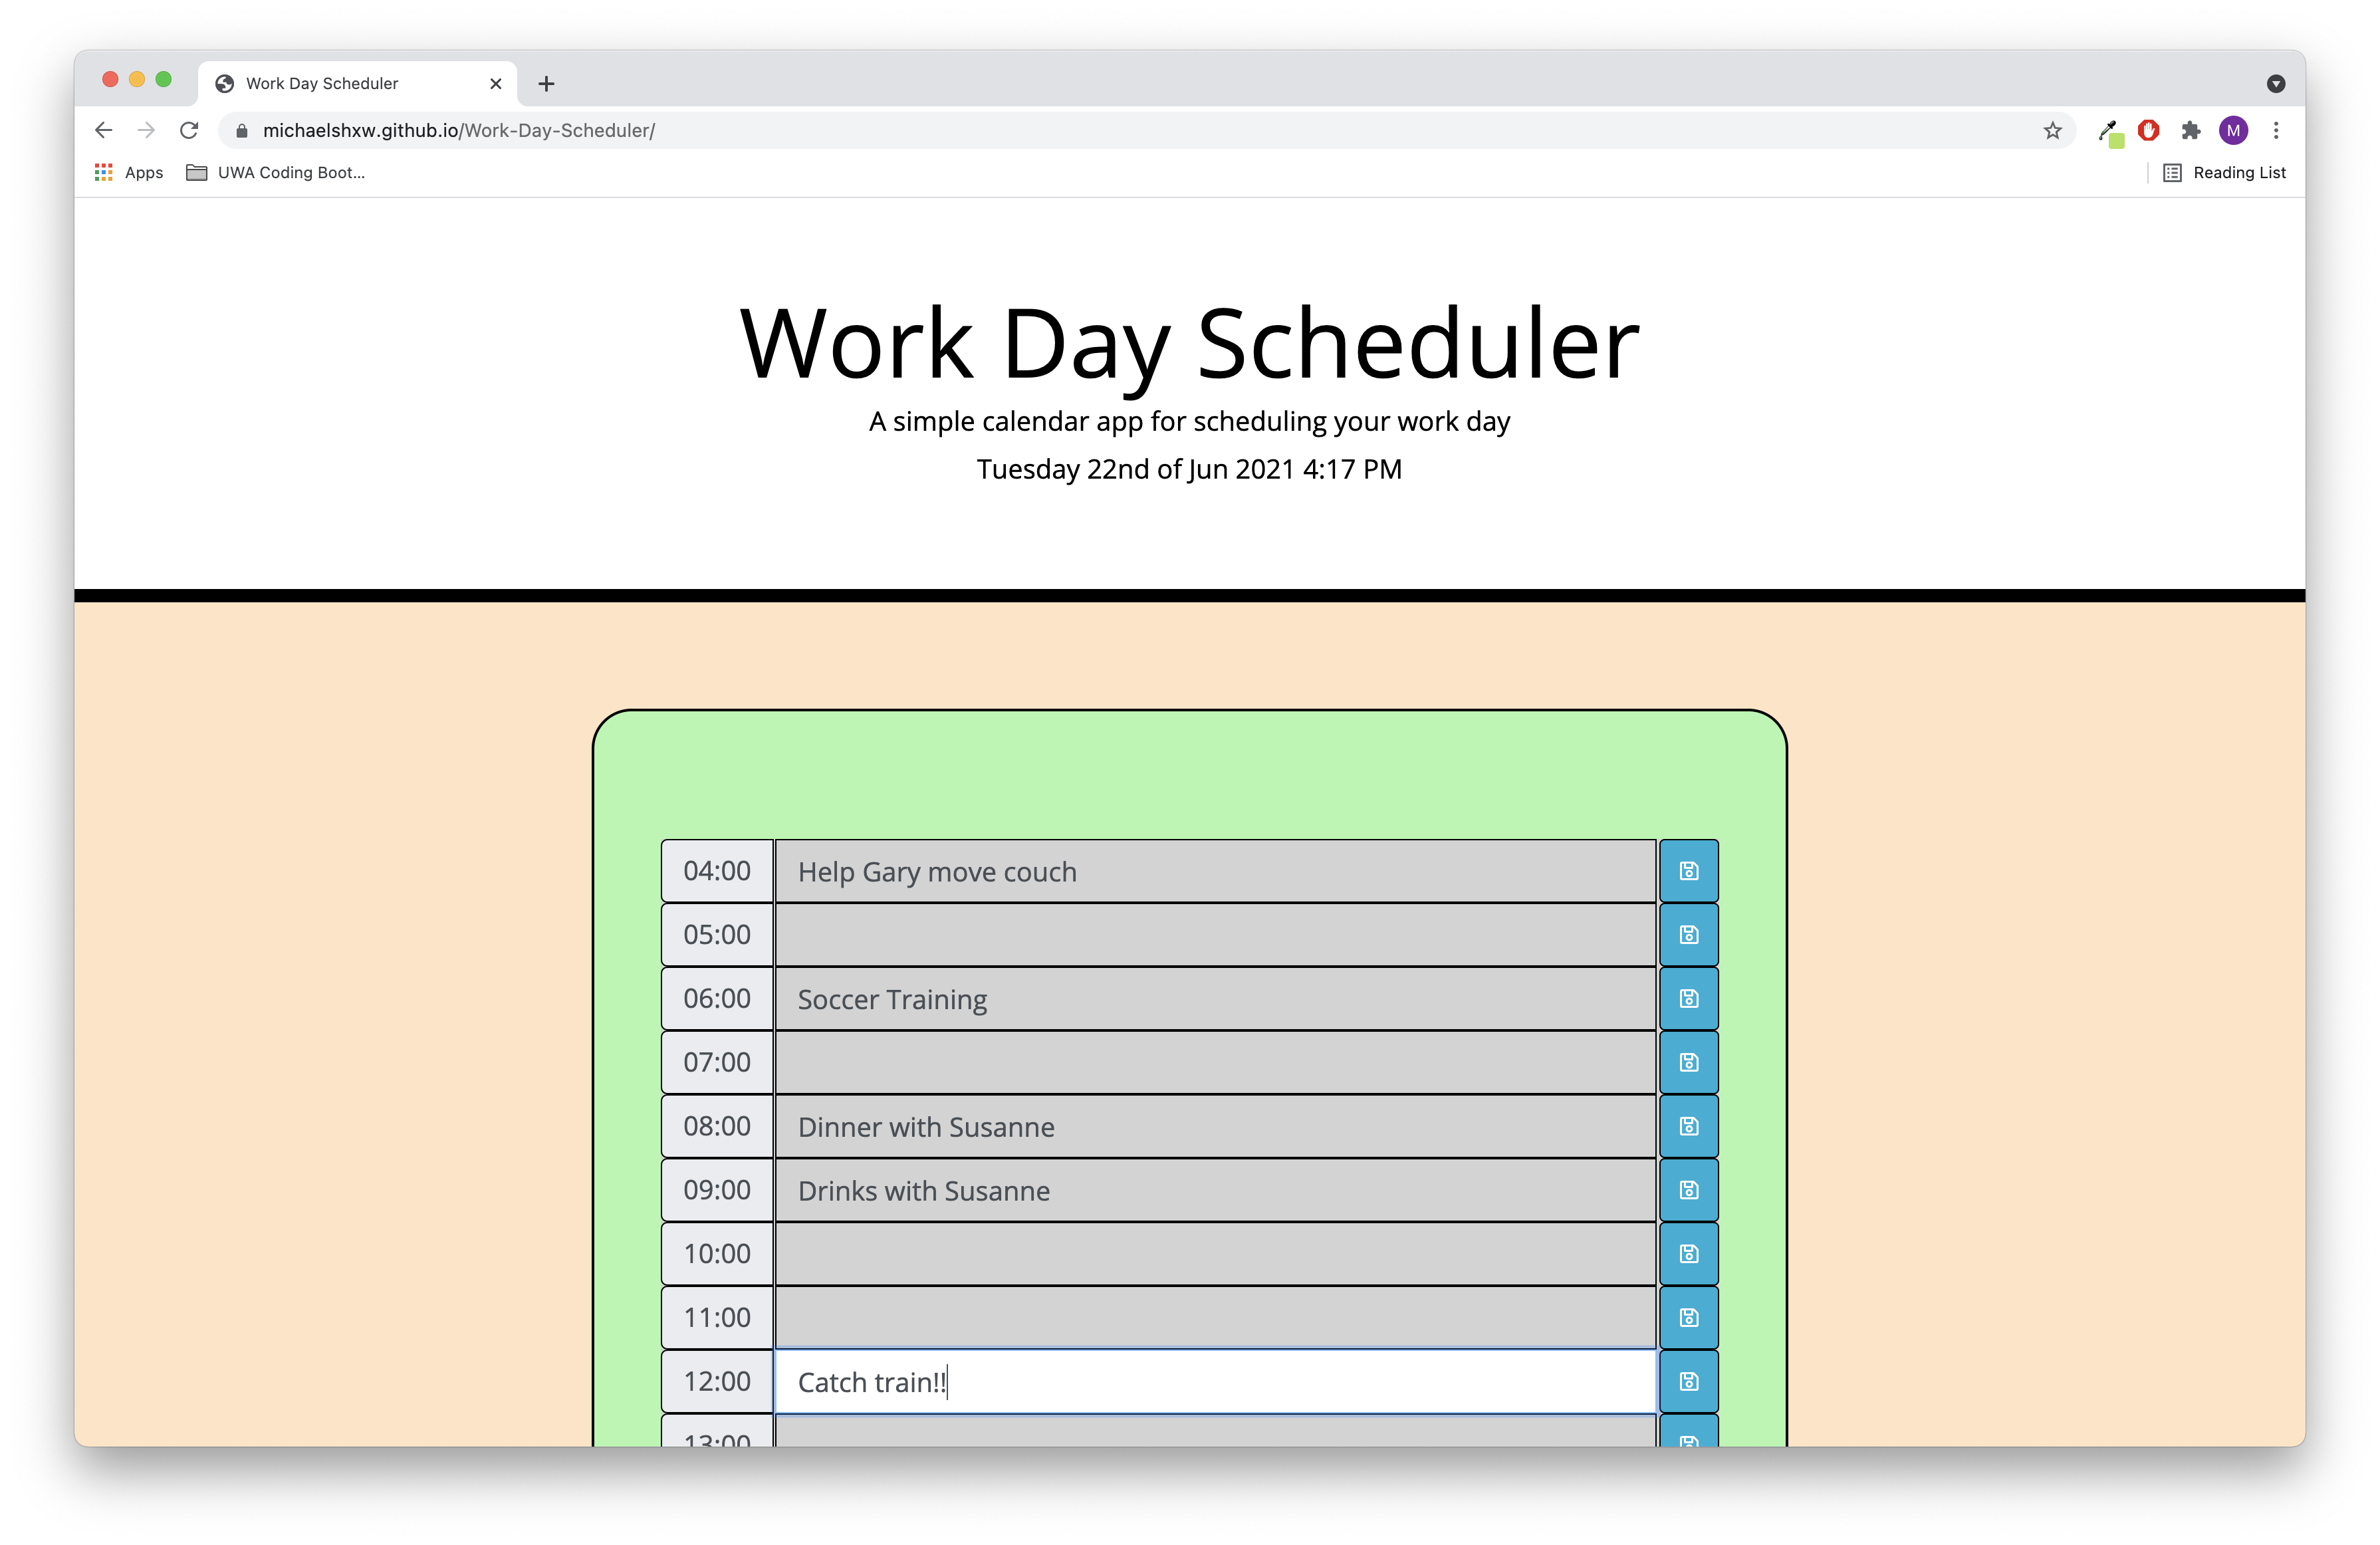 Work Day Scheduler
michaelshxw.github.io/Work-Day-Scheduler/
M
Apps
UWA Coding Boot...
Reading List
Work Day Scheduler
A simple calendar app for scheduling your work day
Tuesday 22nd of Jun 2021 4:17 PM
04:00 Help Gary move couch
05:00
06:00 Soccer Training
07:00
08:00 Dinner with Susanne
09:00 Drinks with Susanne
10:00
11:00
12:00 Catch train!!
13:00